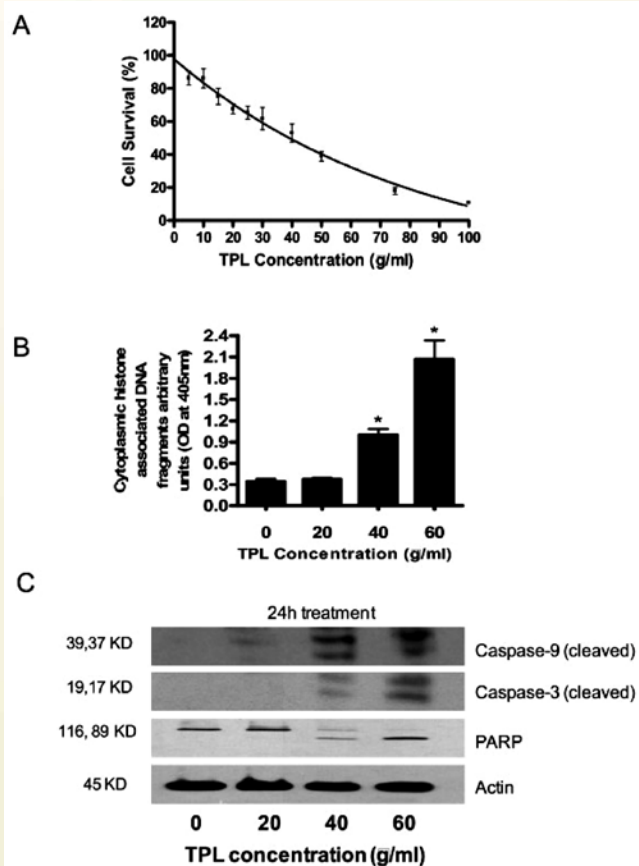 A
120
100
80
60
40
20
0
Cell Survival (%)
0 10 20 30 40 50 60 70 80 90 100
TPL Concentration (g/ml)
B
Cytoplasmic histone
associated DNA
fragments arbitrary
units (OD at 405nm)
2.4
2.1
1.8
1.5
1.2
0.9
0.6
0.3
0.0
*
*
0 20 40 60
TPL Concentration (g/ml)
C
24h treatment
39,37 KD Caspase-9 (cleaved)
19,17 KD Caspase-3 (cleaved)
116, 89 KD PARP
45 KD Actin
0 20 40 60
TPL concentration (g/ml)